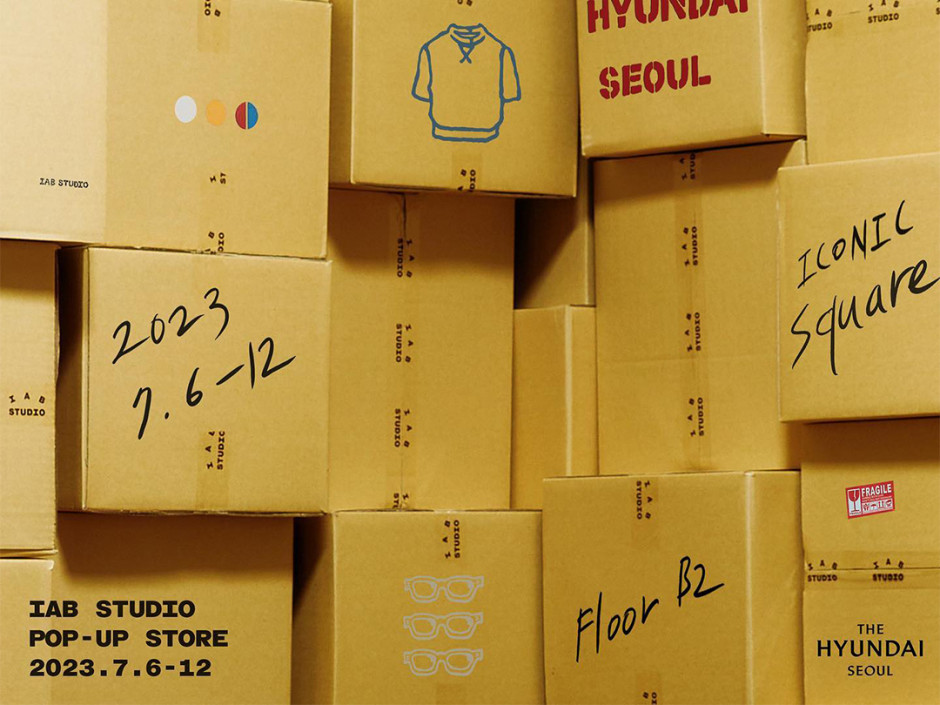 HYUNDAI
SEOUL
IAB STUDIO
ICONIC
Square
2023
7.6-12
IAB
STUDIO
FRAGILE
Floor B2
IAB STUDIO
POP-UP STORE
2023.7.6-12
THE
HYUNDAI
SEOUL